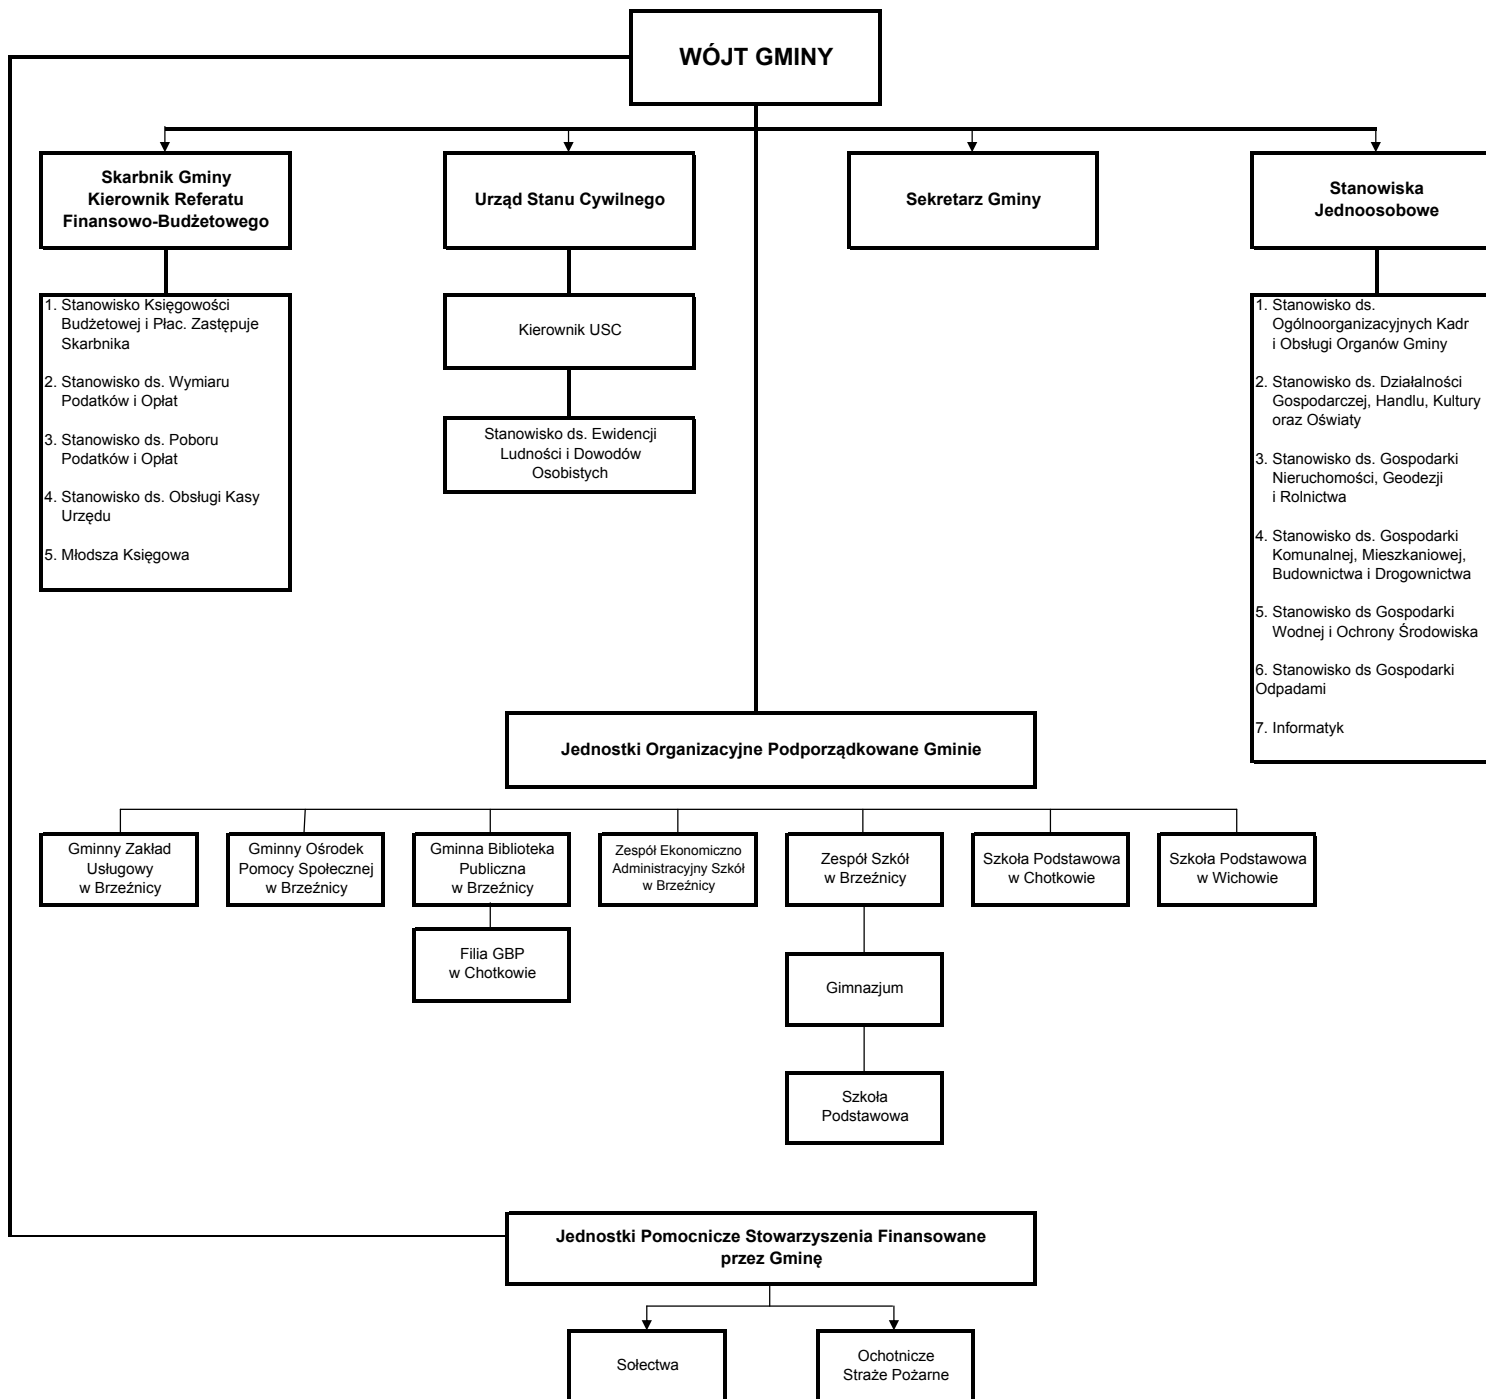 WÓJT GMINY
Skarbnik Gminy
Kierownik Referatu
Finansowo-Budżetowego
Urząd Stanu Cywilnego
Sekretarz Gminy
Stanowiska
Jednoosobowe
1. Stanowisko Księgowości
Budżetowej i Płac. Zastępuje
Skarbnika
2. Stanowisko ds. Wymiaru
Podatków i Opłat
3. Stanowisko ds. Poboru
Podatków i Opłat
4. Stanowisko ds. Obsługi Kasy
Urzędu
5. Młodsza Księgowa
Kierownik USC
Stanowisko ds. Ewidencji
Ludności i Dowodów
Osobistych
1. Stanowisko ds.
Ogólnoorganizacyjnych Kadr
i Obsługi Organów Gminy
2. Stanowisko ds. Działalności
Gospodarczej, Handlu, Kultury
oraz Oświaty
3. Stanowisko ds. Gospodarki
Nieruchomości, Geodezji
i Rolnictwa
4. Stanowisko ds. Gospodarki
Komunalnej, Mieszkaniowej,
Budownictwa i Drogownictwa
5. Stanowisko ds Gospodarki
Wodnej i Ochrony Środowiska
6. Stanowisko ds Gospodarki
Odpadami
7. Informatyk
Jednostki Organizacyjne Podporządkowane Gminie
Gminny Zakład
Usługowy
w Brzeźnicy
Gminny Ośrodek
Pomocy Społecznej
w Brzeźnicy
Gminna Biblioteka
Publiczna
w Brzeźnicy
Zespół Ekonomiczno
Administracyjny Szkół
w Brzeźnicy
Zespół Szkół
w Brzeźnicy
Szkoła Podstawowa
w Chotkowie
Szkoła Podstawowa
w Wichowie
Filia GBP
w Chotkowie
Gimnazjum
Szkoła
Podstawowa
Jednostki Pomocnicze Stowarzyszenia Finansowane
przez Gminę
Sołectwa
Ochotnicze
Straże Pożarne